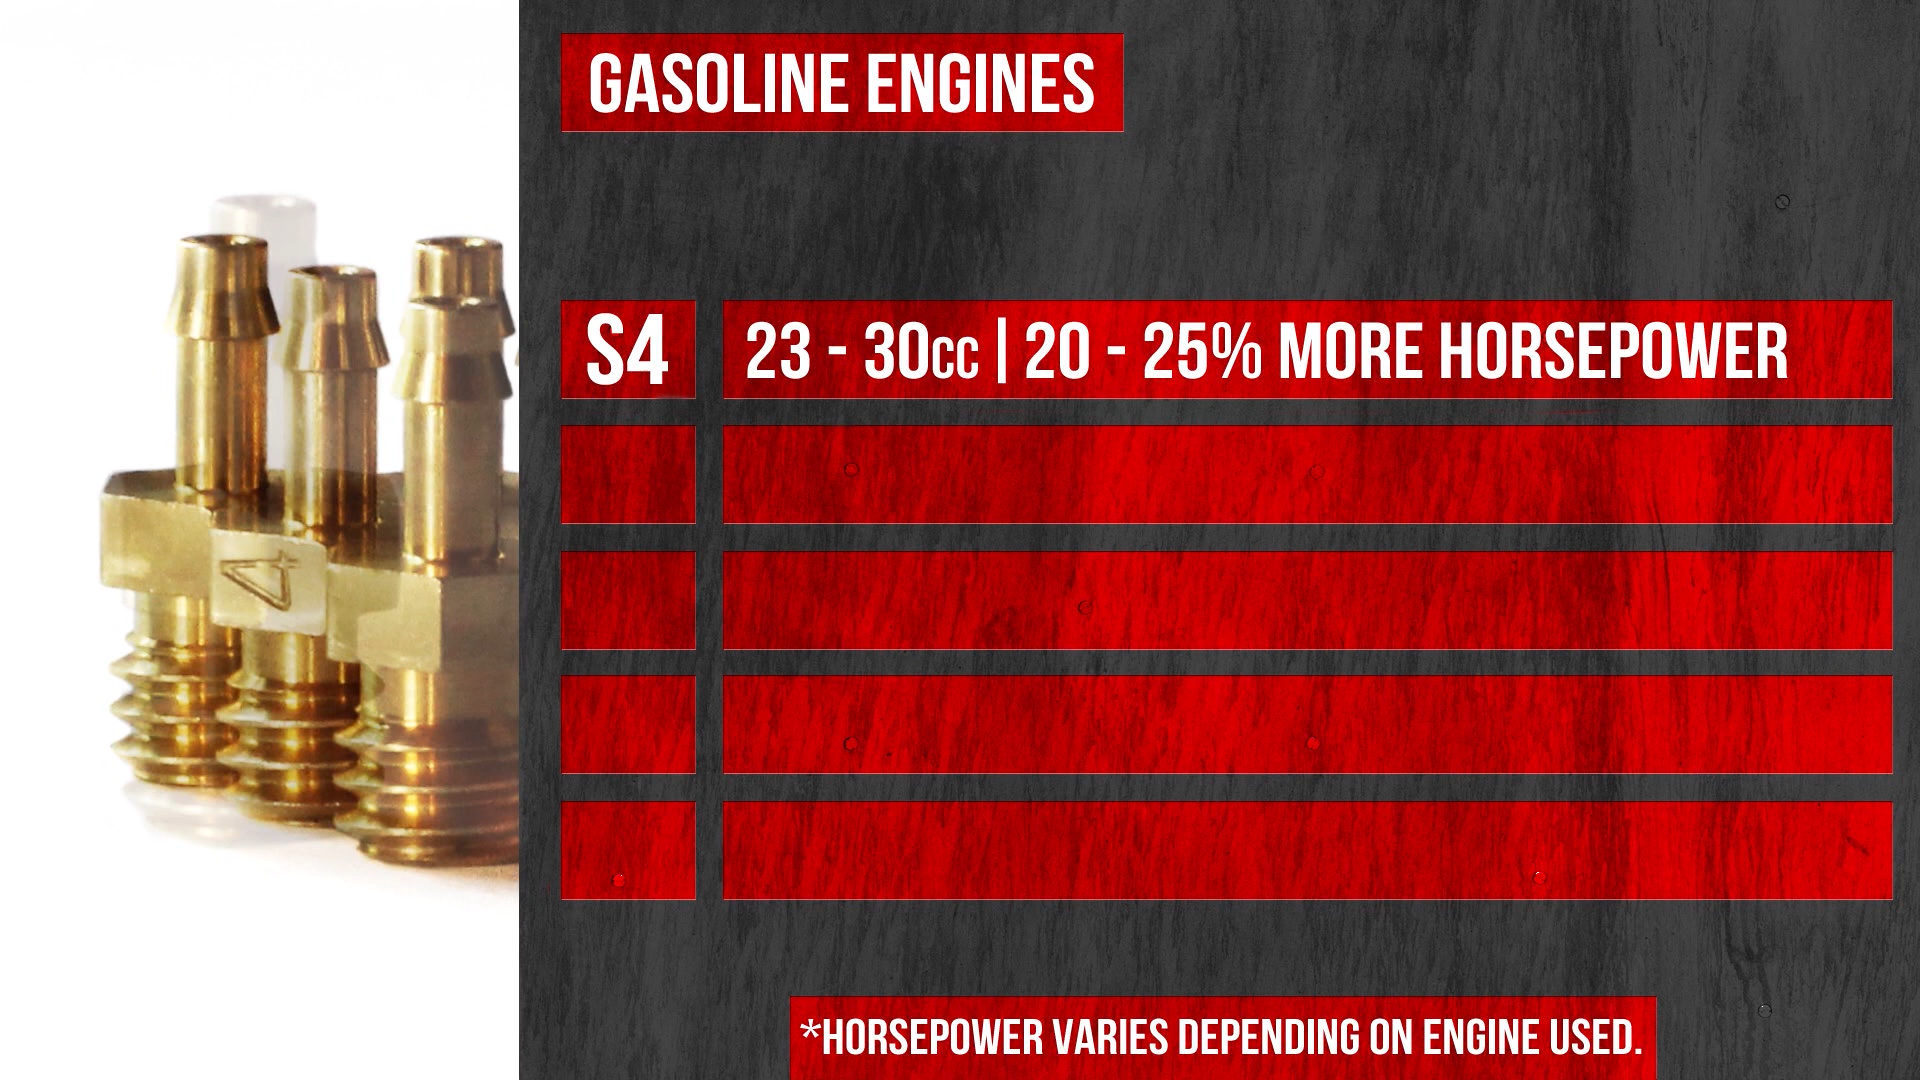 GASOLINE ENGINES
S4
23 - 30cc | 20 - 25% MORE HORSEPOWER
4
*HORSEPOWER VARIES DEPENDING ON ENGINE USED.